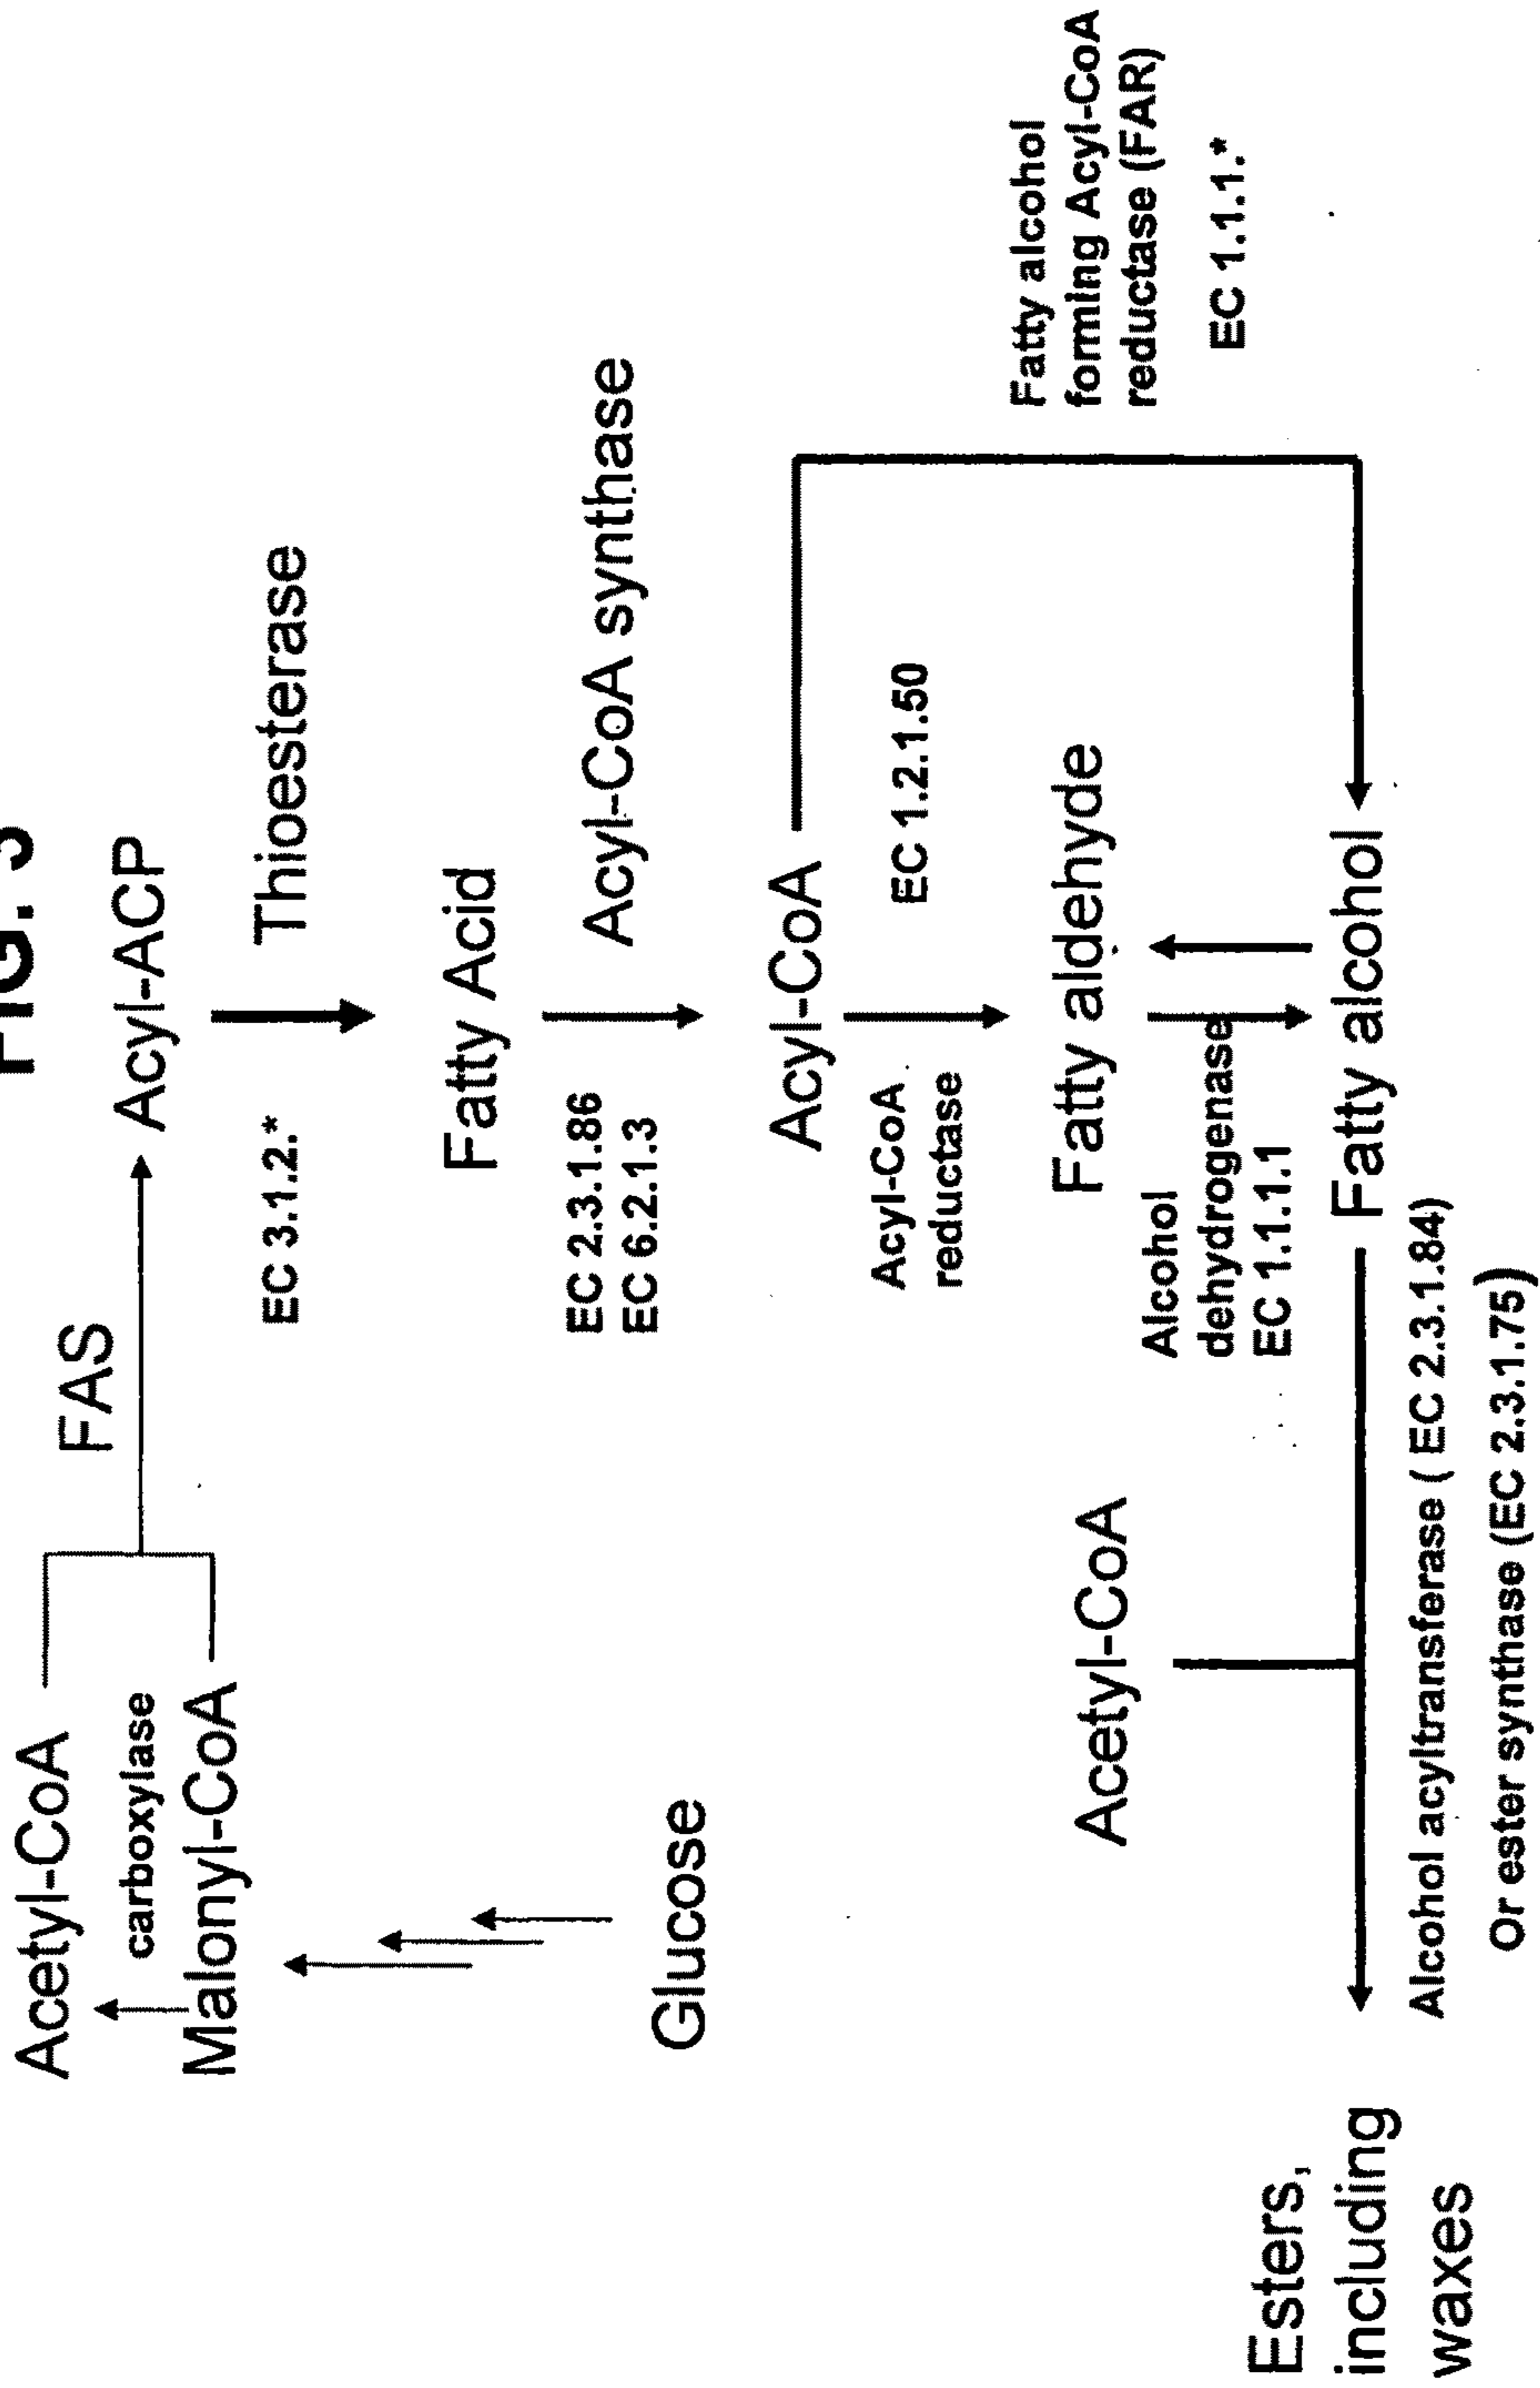 FIG. 3
Acetyl-CoA
carboxylase
Malonyl-CoA
Glucose
FAS
Acyl-ACP
EC 3.1.2.*
Thioesterase
Fatty Acid
EC 2.3.1.86
EC 6.2.1.3
Acyl-CoA synthase
Acyl-CoA
Acyl-CoA
reductase
EC 1.2.1.50
Fatty aldehyde
Alcohol
dehydrogenase
EC 1.1.1.1
Fatty alcohol
Fatty alcohol
forming Acyl-CoA
reductase (FAR)
EC 1.1.1.*
Acetyl-CoA
Alcohol acyltransferase ( EC 2.3.1.84)
Or ester synthase (EC 2.3.1.75)
Esters,
including
waxes